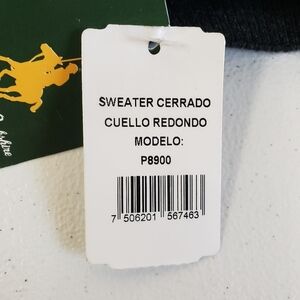 SWEATER CERRADO
CUELLO REDONDO
MODELO:
P8900
7 506201 567463